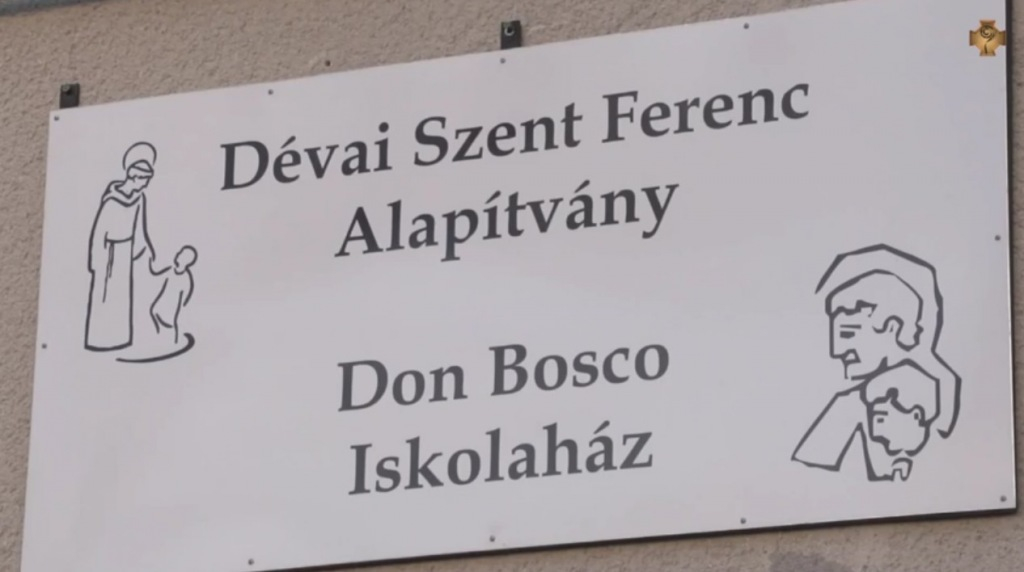 Dévai Szent Ferenc
Alapítvány
Don Bosco
Iskolaház